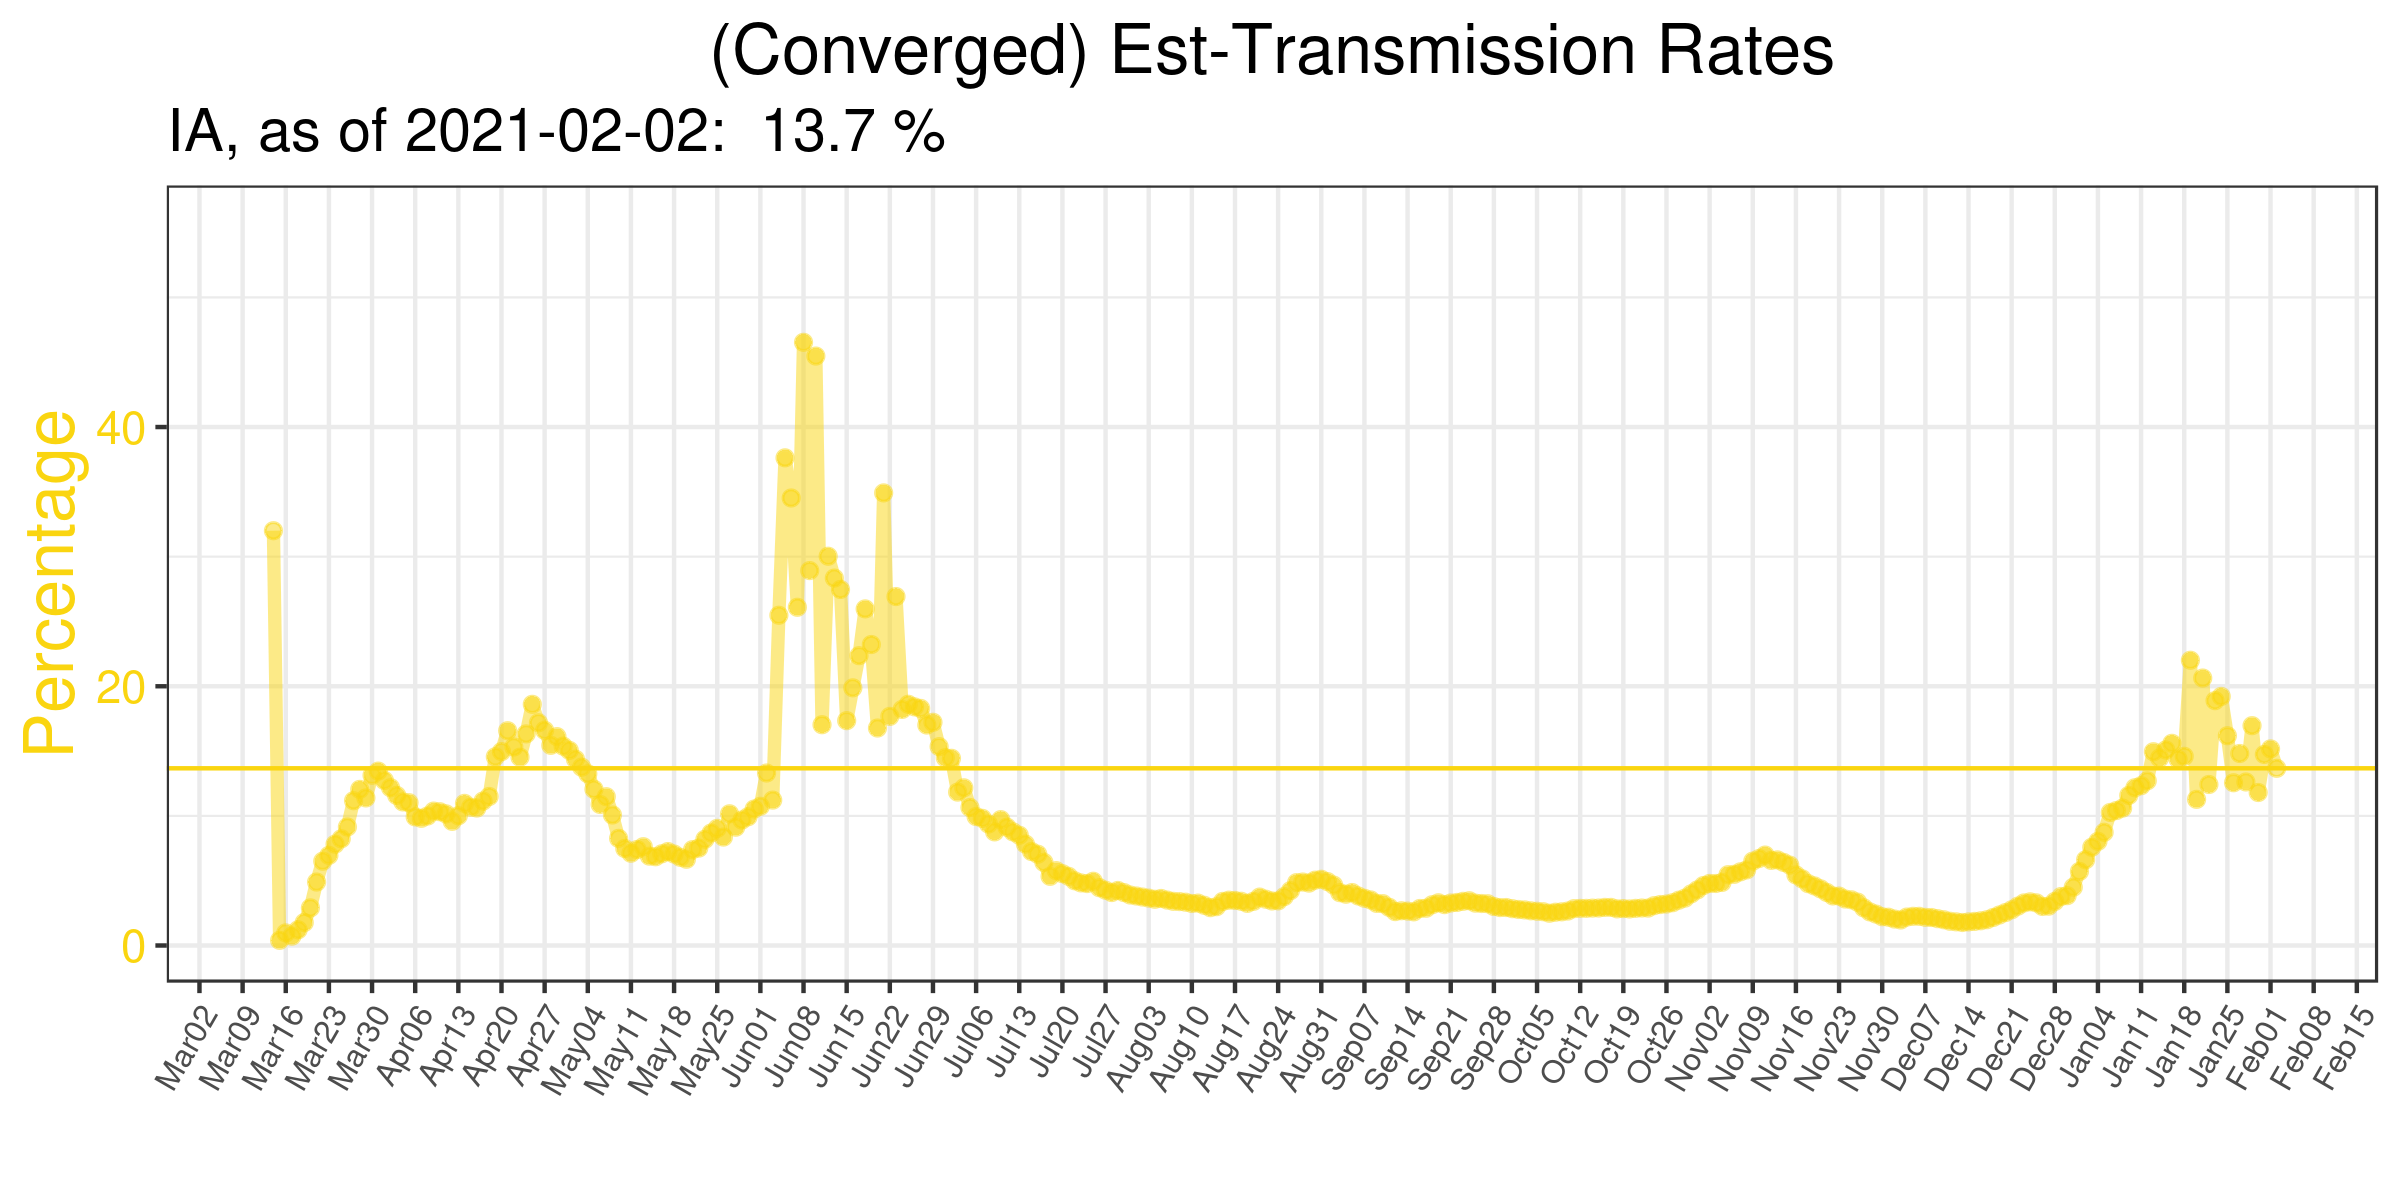 (Converged) Est-Transmission Rates
IA, as of 2021-02-02:  13.7 %
Percentage
40
20
0
Mar02 Mar09 Mar16 Mar23 Mar30 Apr06 Apr13 Apr20 Apr27 May04 May11 May18 May25 Jun01 Jun08 Jun15 Jun22 Jun29 Jul06 Jul13 Jul20 Jul27 Aug03 Aug10 Aug17 Aug24 Aug31 Sep07 Sep14 Sep21 Sep28 Oct05 Oct12 Oct19 Oct26 Nov02 Nov09 Nov16 Nov23 Nov30 Dec07 Dec14 Dec21 Dec28 Jan04 Jan11 Jan18 Jan25 Feb01 Feb08 Feb15